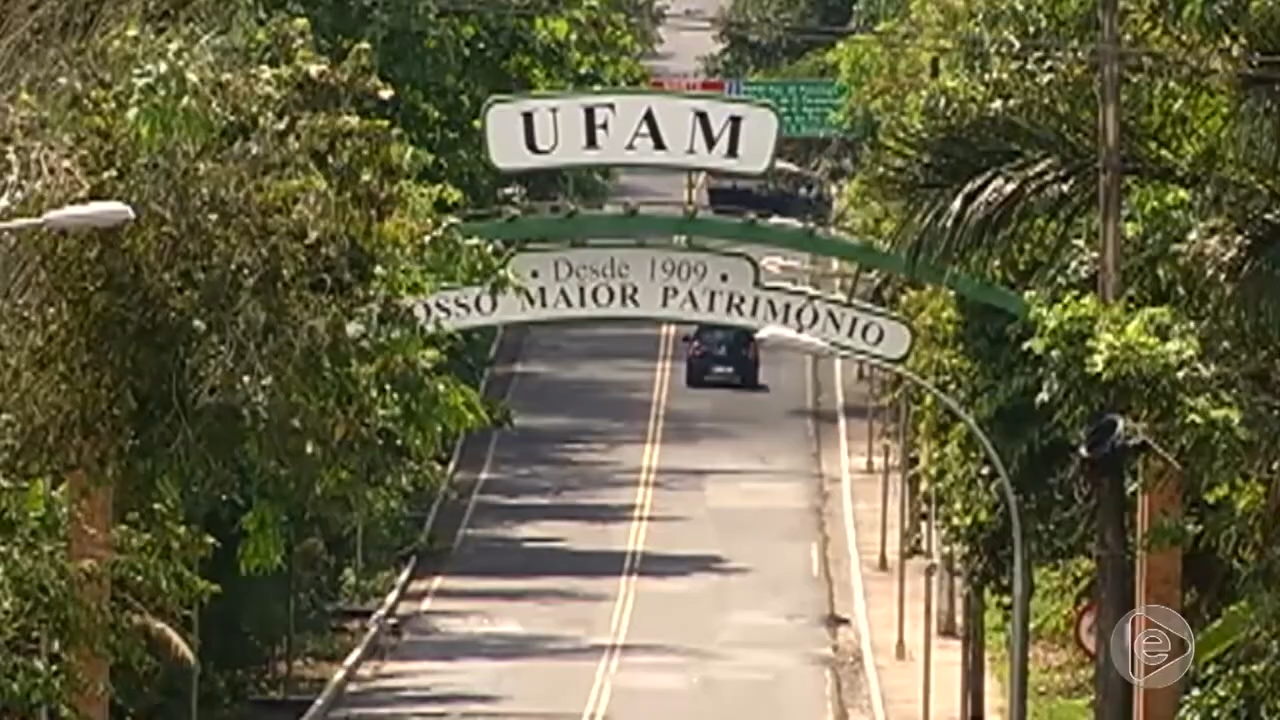 UFAM
• Desde 1909 •
OSSO MAIOR PATRIMÔNIO
e